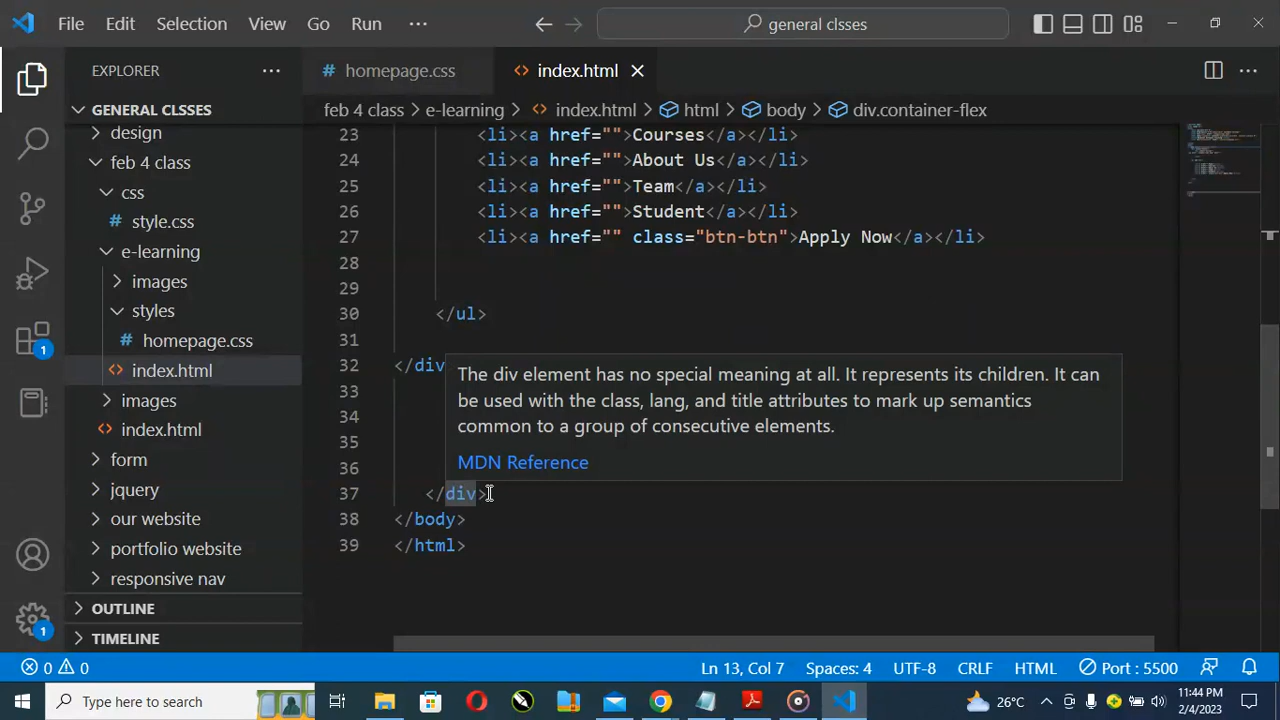 File Edit Selection View Go Run ··· general clsses
EXPLORER ···
GENERAL CLSSES
design
feb 4 class
css
# style.css
e-learning
images
styles
# homepage.css
<> index.html
images
<> index.html
form
jquery
our website
portfolio website
responsive nav
OUTLINE
TIMELINE
1
1
# homepage.css <> index.html
feb 4 class > e-learning > <> index.html > html > body > div.container-flex
23 <li><a href="">Courses</a></li>
24 <li><a href="">About Us</a></li>
25 <li><a href="">Team</a></li>
26 <li><a href="">Student</a></li>
27 <li><a href="" class="btn-btn">Apply Now</a></li>
28
29
30 </ul>
31
32 </div
33
34
35
36
37 </div>
38 </body>
39 </html>
The div element has no special meaning at all. It represents its children. It can
be used with the class, lang, and title attributes to mark up semantics
common to a group of consecutive elements.
MDN Reference
0 0 Ln 13, Col 7 Spaces: 4 UTF-8 CRLF HTML Port : 5500
Type here to search 26°C 11:44 PM
2/4/2023